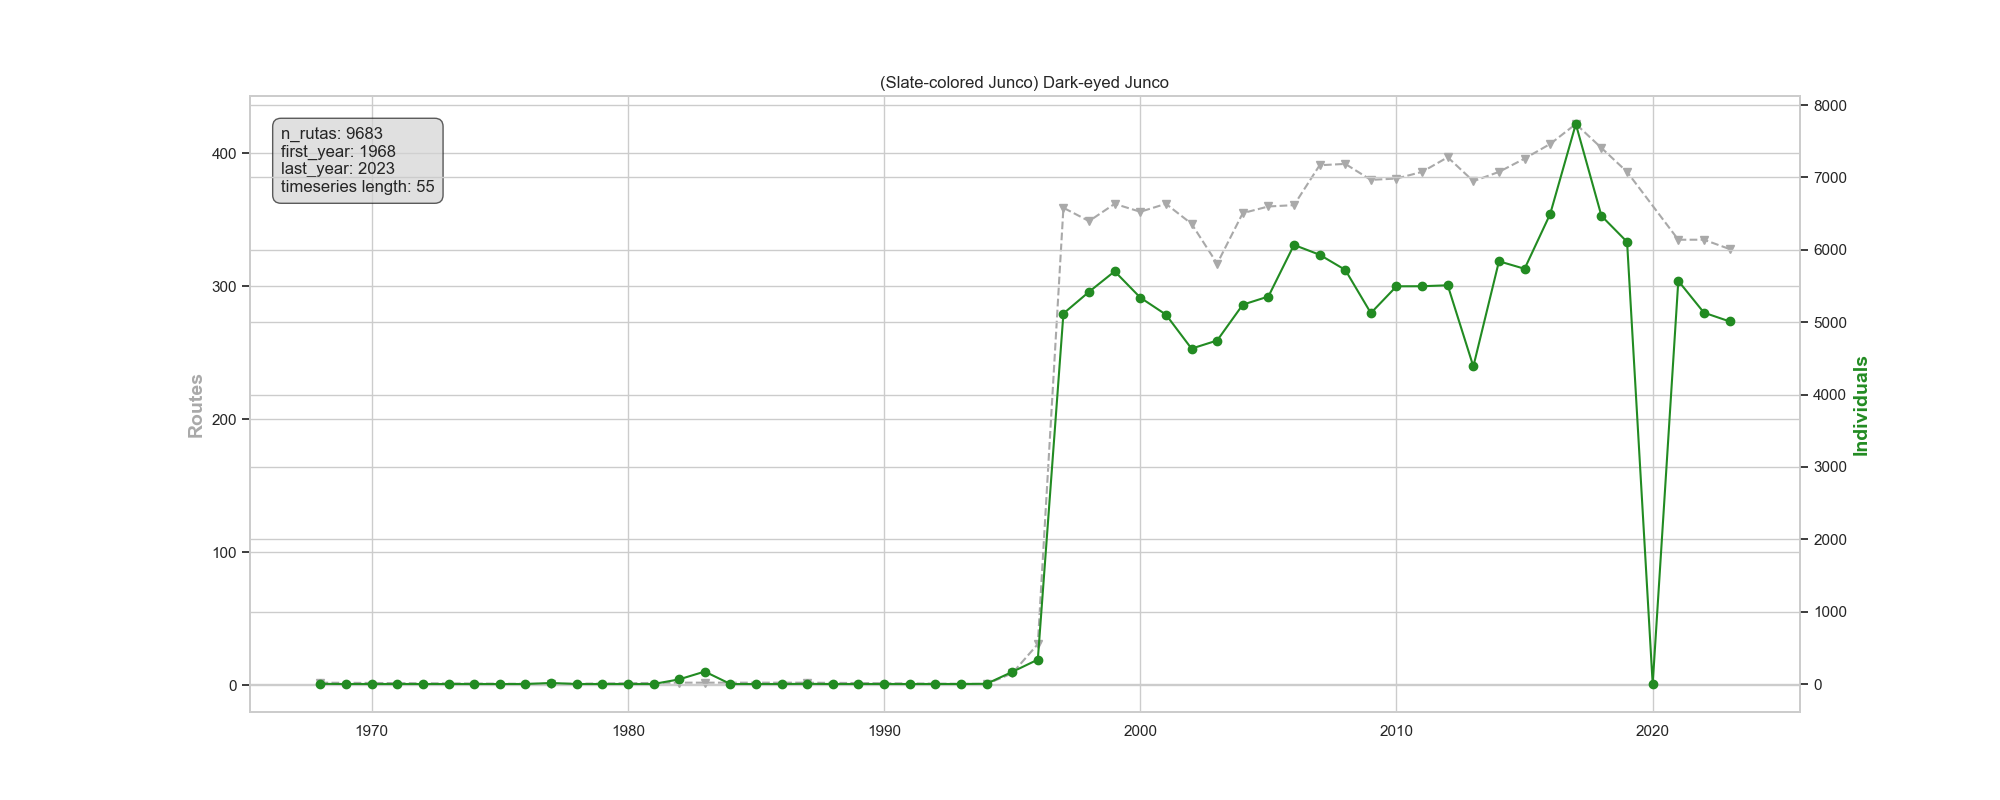 (Slate-colored Junco) Dark-eyed Junco
n_rutas: 9683
first_year: 1968
last_year: 2023
timeseries length: 55
Routes
400
300
200
100
0
8000
7000
6000
5000
4000
3000
2000
1000
0
Individuals
1970
1980
1990
2000
2010
2020